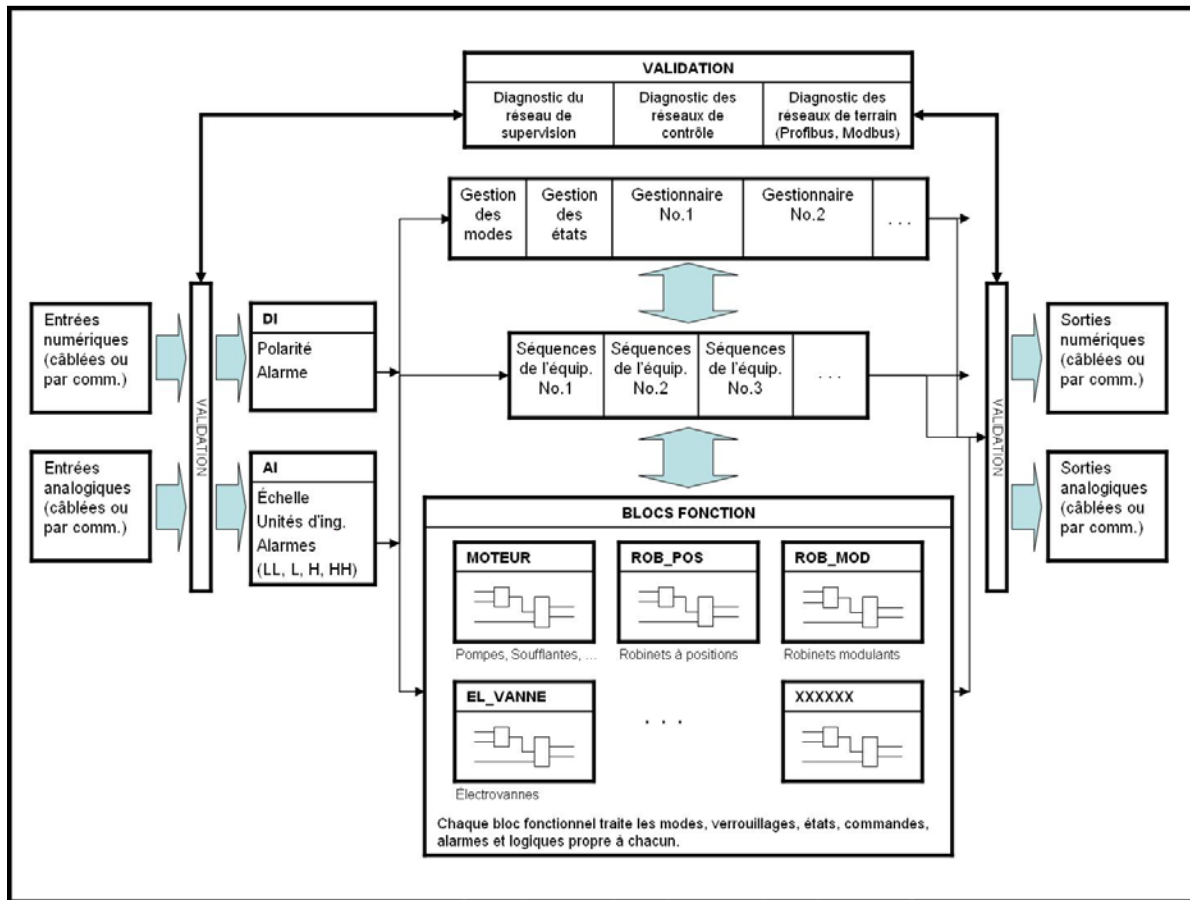 VALIDATION
Diagnostic du
réseau de
supervision
Diagnostic des
réseaux de
contrôle
Diagnostic des
réseaux de terrain
(Profibus, Modbus)
Gestion
des
modes
Gestion
des
états
Gestionnaire
No.1
Gestionnaire
No.2
. . .
Entrées
numériques
(câblées ou
par comm.)
VALIDATION
DI
Polarité
Alarme
Séquences
de l'équip.
No.1
Séquences
de l'équip.
No.2
Séquences
de l'équip.
No.3
. . .
VALIDATION
Sorties
numériques
(câblées ou
par comm.)
Entrées
analogiques
(câblées ou
par comm.)
AI
Échelle
Unités d'ing.
Alarmes
(LL, L, H, HH)
Sorties
analogiques
(câblées ou
par comm.)
BLOCS FONCTION
MOTEUR
Pompes, Soufflantes, ...
ROB_POS
Robinets à positions
ROB_MOD
Robinets modulants
EL_VANNE
Électrovannes
. . .
XXXXXX
Chaque bloc fonctionnel traite les modes, verrouillages, états, commandes,
alarmes et logiques propre à chacun.